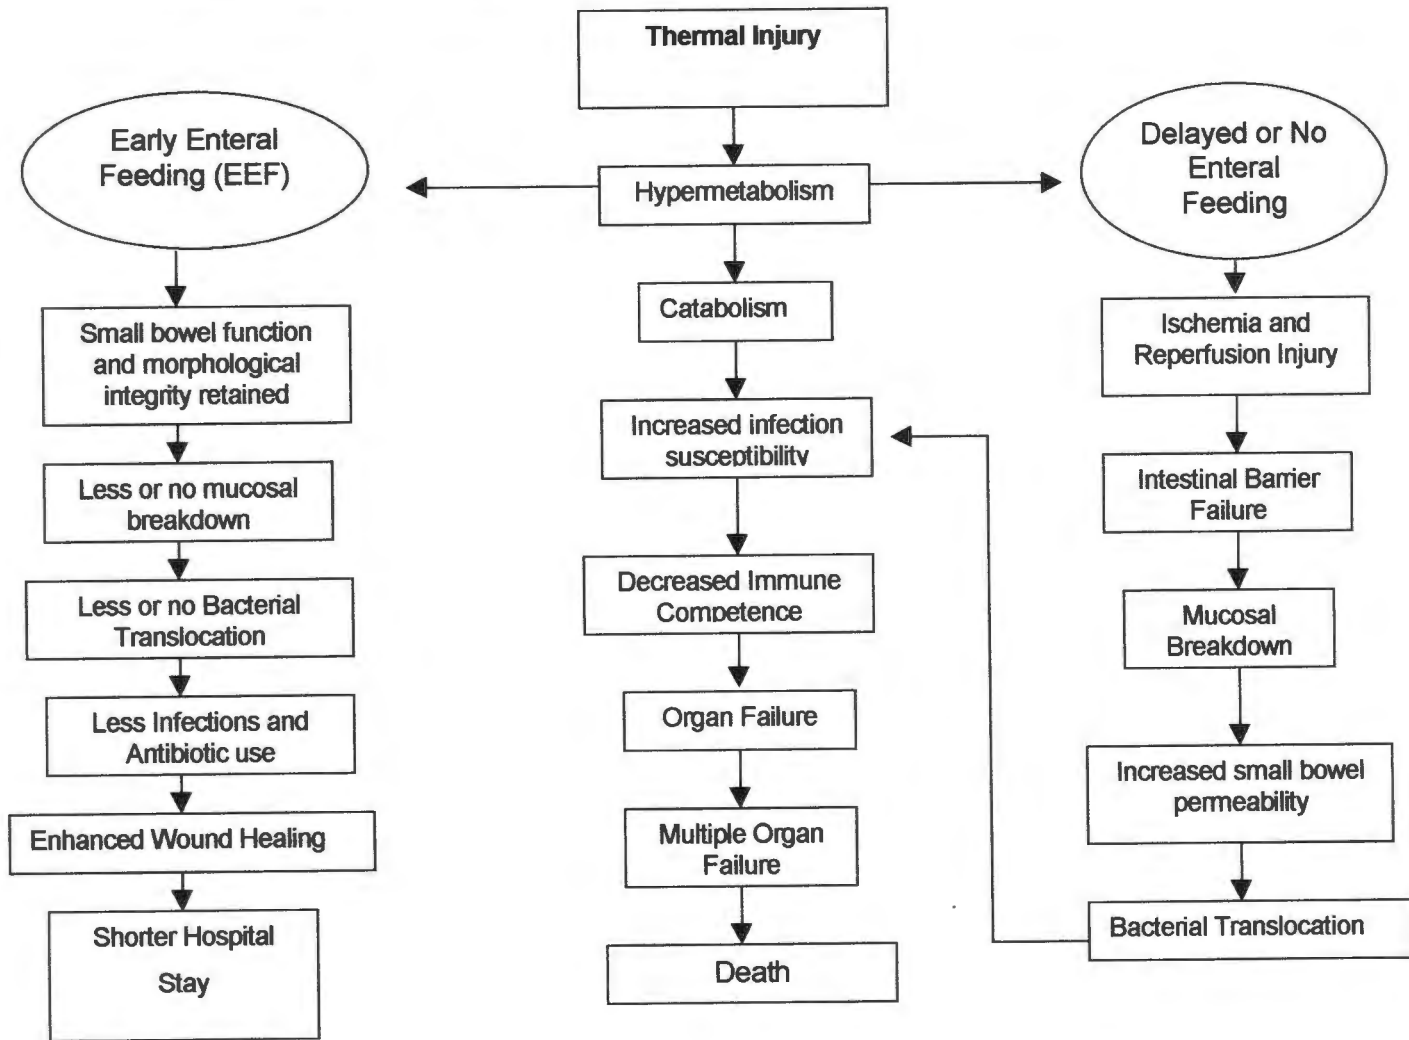 Thermal Injury
Early Enteral
Feeding (EEF)
Hypermetabolism
Delayed or No
Enteral
Feeding
Small bowel function
and morphological
integrity retained
Less or no mucosal
breakdown
Less or no Bacterial
Translocation
Less Infections and
Antibiotic use
Enhanced Wound Healing
Shorter Hospital
Stay
Catabolism
Increased infection
susceptibility
Decreased Immune
Competence
Organ Failure
Multiple Organ
Failure
Death
Ischemia and
Reperfusion Injury
Intestinal Barrier
Failure
Mucosal
Breakdown
Increased small bowel
permeability
Bacterial Translocation